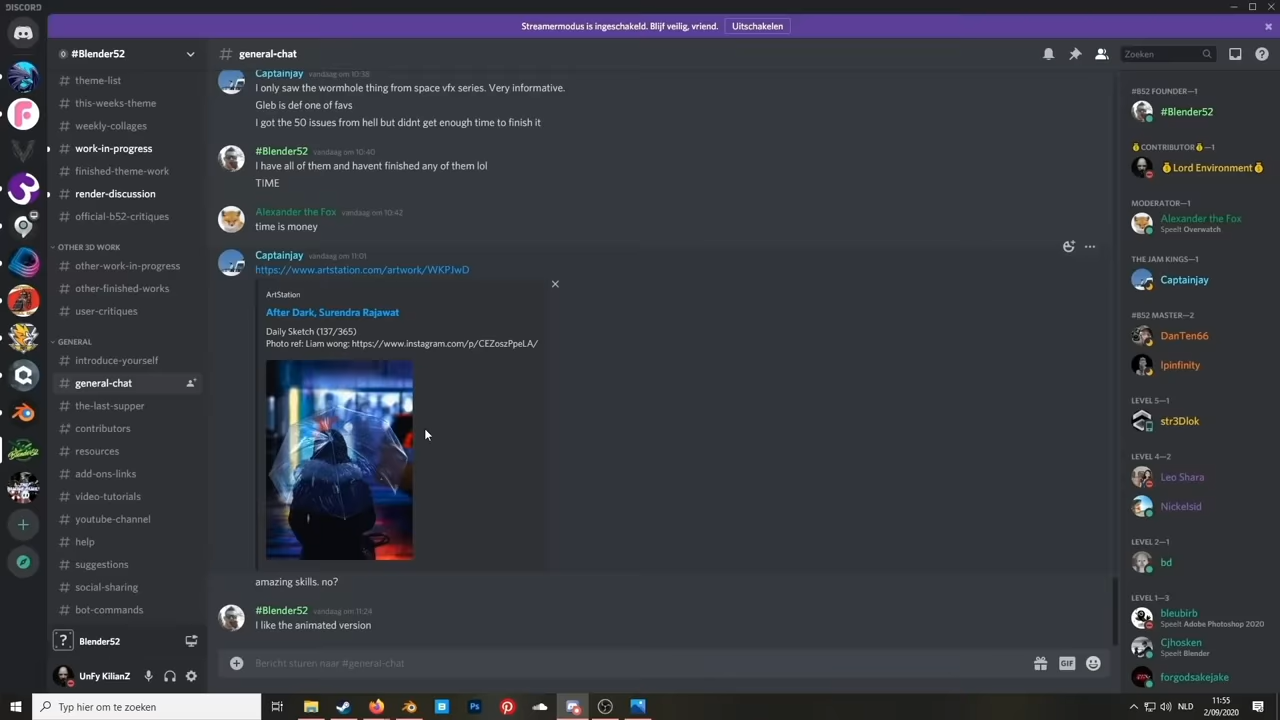 DISCORD
Streamermodus is ingeschakeld. Blijf veilig, vriend.
Uitschakelen
#Blender52
theme-list
this-weeks-theme
weekly-collages
work-in-progress
finished-theme-work
render-discussion
official-b52-critiques
OTHER 3D WORK
other-work-in-progress
other-finished-works
user-critiques
GENERAL
introduce-yourself
general-chat
the-last-supper
contributors
resources
add-ons-links
video-tutorials
youtube-channel
help
suggestions
social-sharing
bot-commands
Blender52
UnFy KilianZ
# general-chat
Zoeken
Captainjay vandaag om 10:38
I only saw the wormhole thing from space vfx series. Very informative.
Gleb is def one of favs
I got the 50 issues from hell but didnt get enough time to finish it
#Blender52 vandaag om 10:40
I have all of them and havent finished any of them lol
TIME
Alexander the Fox vandaag om 10:42
time is money
Captainjay vandaag om 11:01
https://www.artstation.com/artwork/WKPJwD
ArtStation
After Dark, Surendra Rajawat
Daily Sketch (137/365)
Photo ref: Liam wong: https://www.instagram.com/p/CEZoszPpeLA/
amazing skills. no?
#Blender52 vandaag om 11:24
I like the animated version
Bericht sturen naar #general-chat
GIF
#B52 FOUNDER—1
#Blender52
CONTRIBUTOR—1
Lord Environment
MODERATOR—1
Alexander the Fox
Speelt Overwatch
THE JAM KINGS—1
Captainjay
#B52 MASTER—2
DanTen66
lpinfinity
LEVEL 5—1
str3Dlok
LEVEL 4—2
Leo Shara
Nickelsid
LEVEL 2—1
bd
LEVEL 1—3
bleubirb
Speelt Adobe Photoshop 2020
Cjhosken
Speelt Blender
forgodsakejake
Typ hier om te zoeken
NLD
11:55
2/09/2020